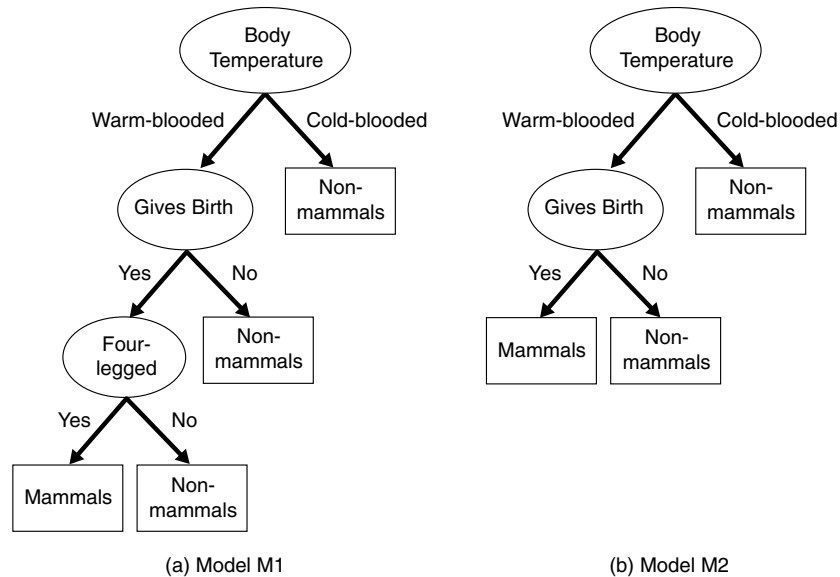 Body
Temperature
Warm-blooded
Cold-blooded
Gives Birth
Non-
mammals
Yes
No
Four-
legged
Non-
mammals
Yes
No
Mammals
Non-
mammals
(a) Model M1
Body
Temperature
Warm-blooded
Cold-blooded
Gives Birth
Non-
mammals
Yes
No
Mammals
Non-
mammals
(b) Model M2